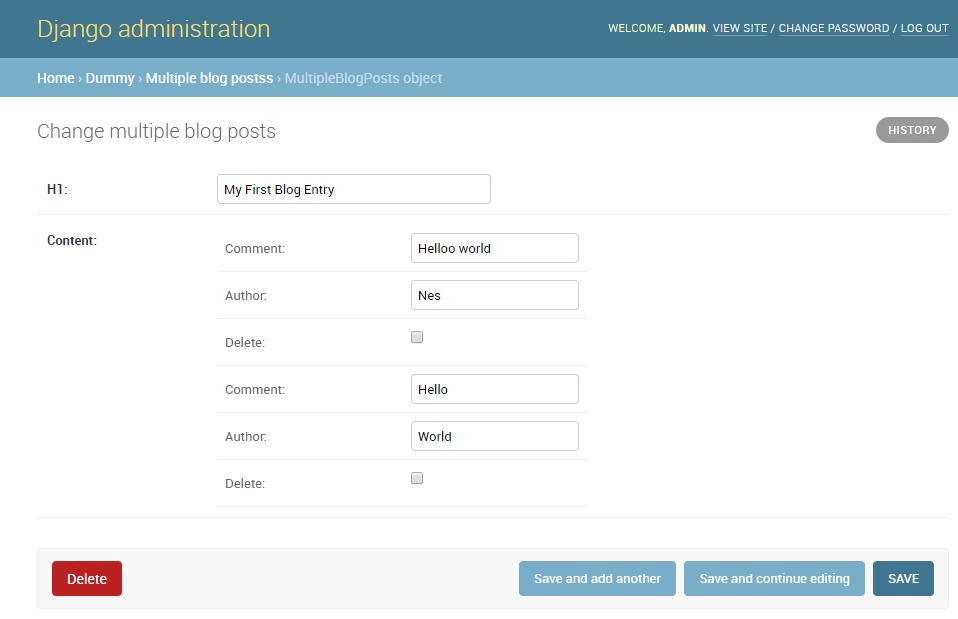 Django administration
WELCOME, ADMIN. VIEW SITE / CHANGE PASSWORD / LOG OUT
Home › Dummy › Multiple blog postss › MultipleBlogPosts object
Change multiple blog posts
HISTORY
H1: My First Blog Entry
Content:
Comment: Helloo world
Author: Nes
Delete:
Comment: Hello
Author: World
Delete:
Delete Save and add another Save and continue editing SAVE